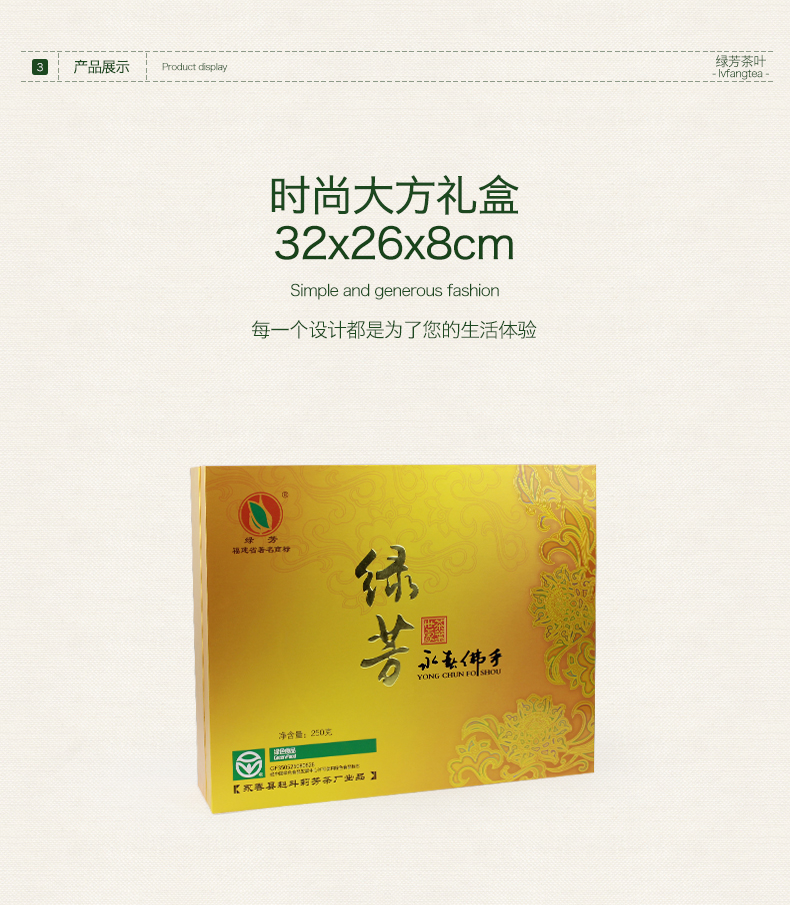 3
产品展示
Product display
绿芳茶叶
- lvfangtea -
时尚大方礼盒
32x26x8cm
Simple and generous fashion
每一个设计都是为了您的生活体验
®
绿 芳
福建省著名商标
绿芳
永春佛手
YONG CHUN FO SHOU
净含量：250克
绿色食品
GreenFood
永春县魁斗莉芳茶厂出品